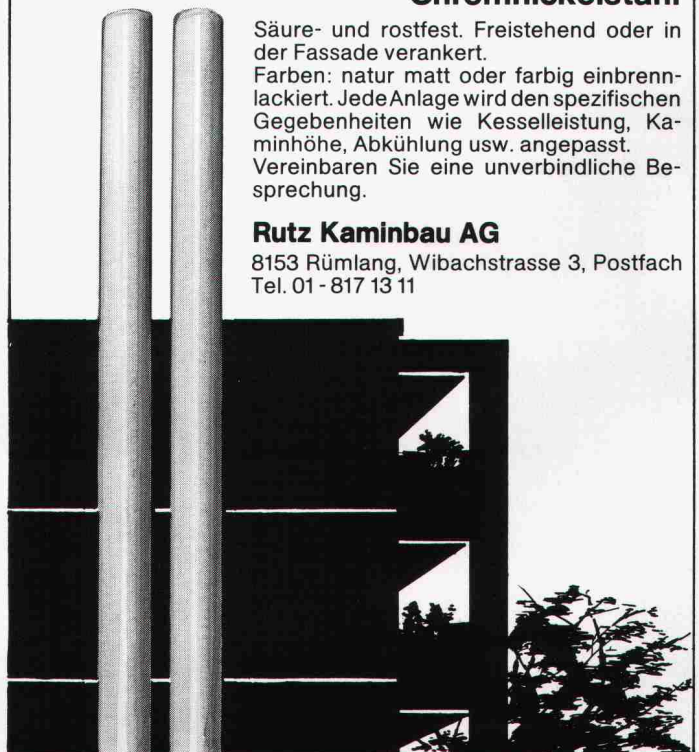 Chromnickelstahl
Säure- und rostfest. Freistehend oder in
der Fassade verankert.
Farben: natur matt oder farbig einbrenn-
lackiert. Jede Anlage wird den spezifischen
Gegebenheiten wie Kesselleistung, Ka-
minhöhe, Abkühlung usw. angepasst.
Vereinbaren Sie eine unverbindliche Be-
sprechung.
Rutz Kaminbau AG
8153 Rümlang, Wibachstrasse 3, Postfach
Tel. 01 - 817 13 11